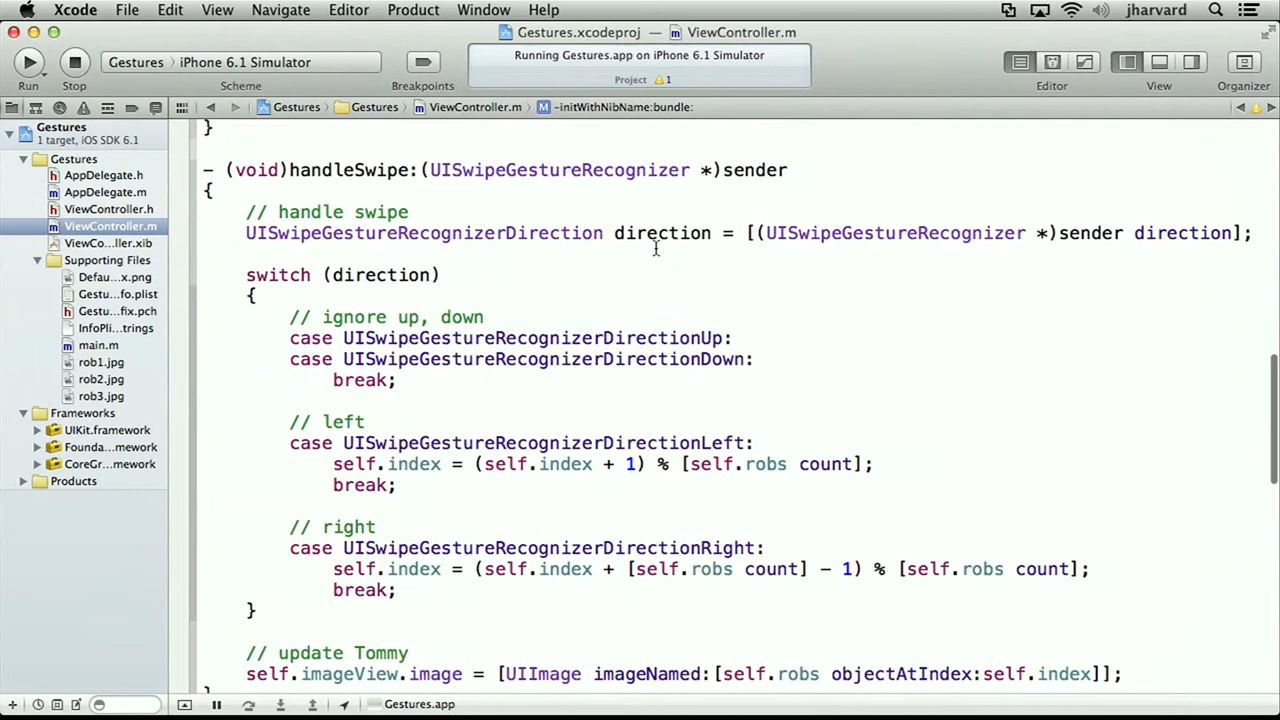 Xcode File Edit View Navigate Editor Product Window Help jharvard
Gestures.xcodeproj — ViewController.m
Gestures iPhone 6.1 Simulator
Running Gestures.app on iPhone 6.1 Simulator
Project 1
Run Stop Scheme Breakpoints Editor View Organizer
Gestures Gestures ViewController.m M -initWithNibName:bundle:
Gestures
1 target, iOS SDK 6.1
Gestures
h AppDelegate.h
m AppDelegate.m
h ViewController.h
m ViewController.m
ViewCo...ller.xib
Supporting Files
Defau...x.png
Gestu...fo.plist
h Gestu...fix.pch
InfoPli...trings
m main.m
rob1.jpg
rob2.jpg
rob3.jpg
Frameworks
UIKit.framework
Founda...mework
CoreGr...mework
Products
}
- (void)handleSwipe:(UISwipeGestureRecognizer *)sender
{
// handle swipe
UISwipeGestureRecognizerDirection direction = [(UISwipeGestureRecognizer *)sender direction];
switch (direction)
{
// ignore up, down
case UISwipeGestureRecognizerDirectionUp:
case UISwipeGestureRecognizerDirectionDown:
break;
// left
case UISwipeGestureRecognizerDirectionLeft:
self.index = (self.index + 1) % [self.robs count];
break;
// right
case UISwipeGestureRecognizerDirectionRight:
self.index = (self.index + [self.robs count] - 1) % [self.robs count];
break;
}
// update Tommy
self.imageView.image = [UIImage imageNamed:[self.robs objectAtIndex:self.index]];
Gestures.app